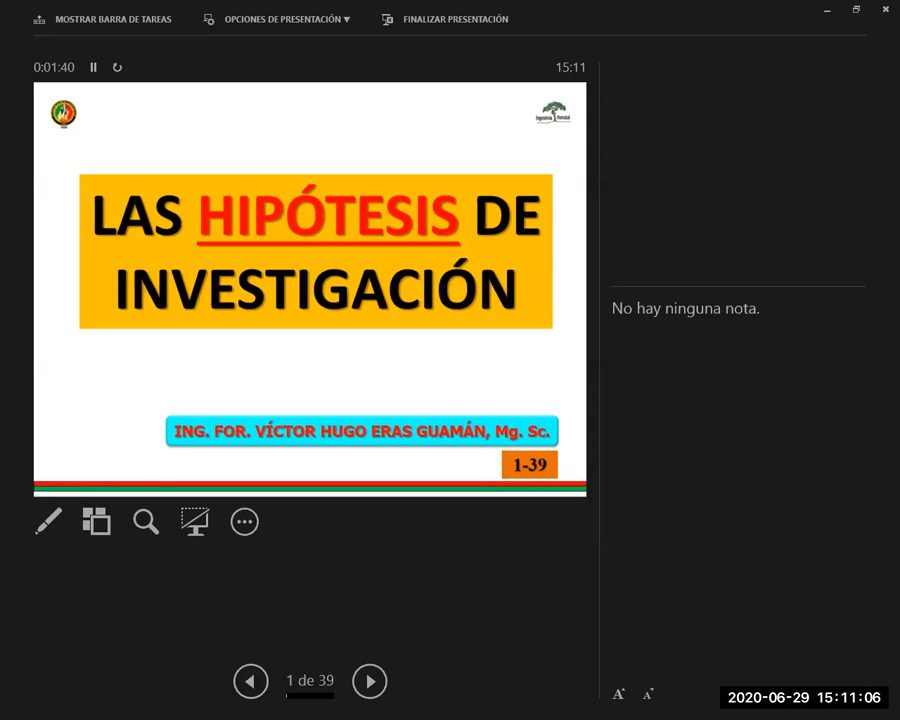 MOSTRAR BARRA DE TAREAS
OPCIONES DE PRESENTACIÓN ▼
FINALIZAR PRESENTACIÓN
0:01:40
15:11
Ingeniería Forestal
LAS HIPÓTESIS DE
INVESTIGACIÓN
ING. FOR. VÍCTOR HUGO ERAS GUAMÁN, Mg. Sc.
1-39
No hay ninguna nota.
1 de 39
A A
2020-06-29 15:11:06